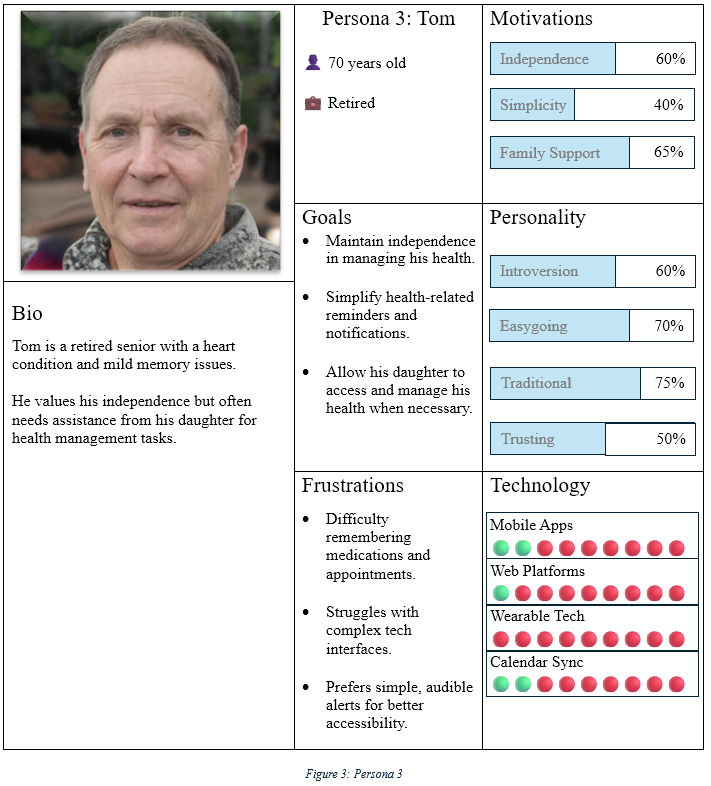 Persona 3: Tom
70 years old
Retired
Motivations
Independence 60%
Simplicity 40%
Family Support 65%
Bio
Tom is a retired senior with a heart
condition and mild memory issues.
He values his independence but often
needs assistance from his daughter for
health management tasks.
Goals
• Maintain independence
in managing his health.
• Simplify health-related
reminders and
notifications.
• Allow his daughter to
access and manage his
health when necessary.
Personality
Introversion 60%
Easygoing 70%
Traditional 75%
Trusting 50%
Frustrations
• Difficulty
remembering
medications and
appointments.
• Struggles with
complex tech
interfaces.
• Prefers simple, audible
alerts for better
accessibility.
Technology
Mobile Apps
Web Platforms
Wearable Tech
Calendar Sync
Figure 3: Persona 3